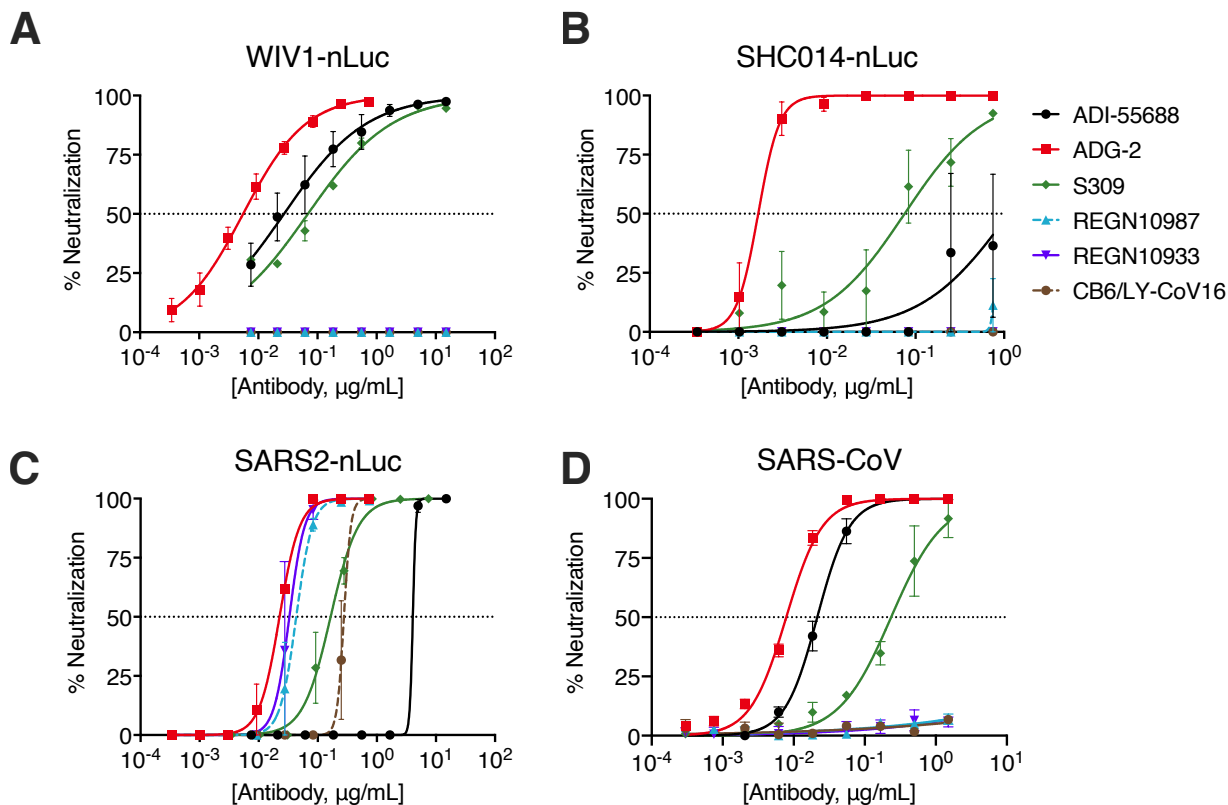 A
WIV1-nLuc
% Neutralization
100
75
50
25
0
10-4
10-3
10-2
10-1
100
101
102
[Antibody, μg/mL]
B
SHC014-nLuc
% Neutralization
100
75
50
25
0
10-4
10-3
10-2
10-1
100
[Antibody, μg/mL]
ADI-55688
ADG-2
S309
REGN10987
REGN10933
CB6/LY-CoV16
C
SARS2-nLuc
% Neutralization
100
75
50
25
0
10-4
10-3
10-2
10-1
100
101
102
[Antibody, μg/mL]
D
SARS-CoV
% Neutralization
100
75
50
25
0
10-4
10-3
10-2
10-1
100
101
[Antibody, μg/mL]